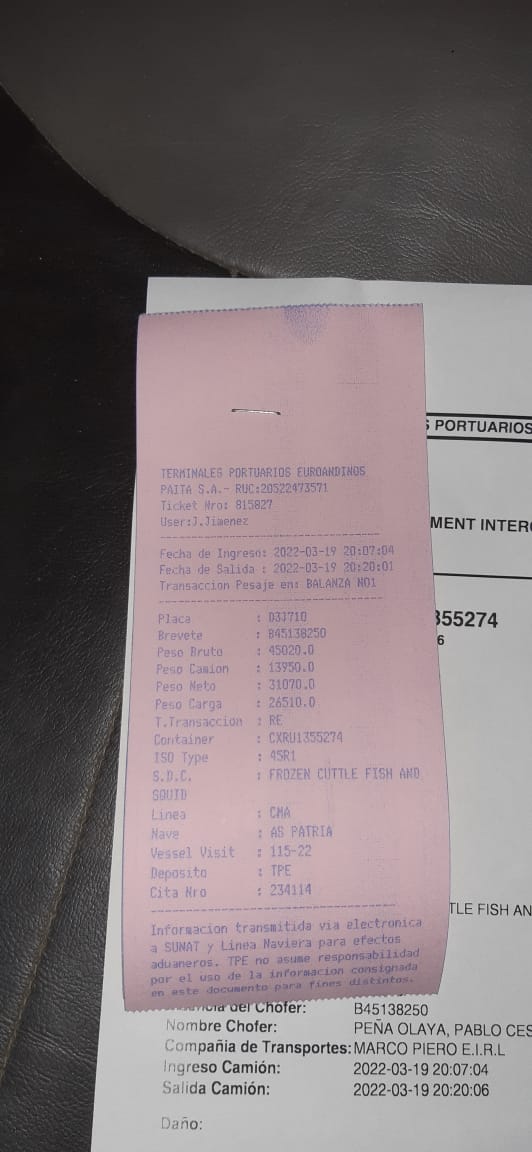 TERMINALES PORTUARIOS EUROANDINOS
PAITA S.A.- RUC:20522473571
Ticket Nro: 815827
User:J.Jimenez
Fecha de Ingreso: 2022-03-19 20:07:04
Fecha de Salida : 2022-03-19 20:20:01
Transaccion Pesaje en: BALANZA NO1
Placa : D3J710
Brevete : B45138250
Peso Bruto : 45020.0
Peso Camion : 13950.0
Peso Neto : 31070.0
Peso Carga : 26510.0
T.Transaccion : RE
Container : CXRU1355274
ISO Type : 45R1
S.D.C. : FROZEN CUTTLE FISH AND
SQUID
Linea : CMA
Nave : AS PATRIA
Vessel Visit : 115-22
Deposito : TPE
Cita Nro : 234114
Informacion transmitida via electronica
a SUNAT y Linea Naviera para efectos
aduaneros. TPE no asume responsabilidad
por el uso de la informacion consignada
en este documento para fines distintos.
S PORTUARIOS
MENT INTERC
355274
6
TLE FISH AN
del Chofer: B45138250
Nombre Chofer: PEÑA OLAYA, PABLO CES
Compañia de Transportes: MARCO PIERO E.I.R.L
Ingreso Camión: 2022-03-19 20:07:04
Salida Camión: 2022-03-19 20:20:06
Daño: